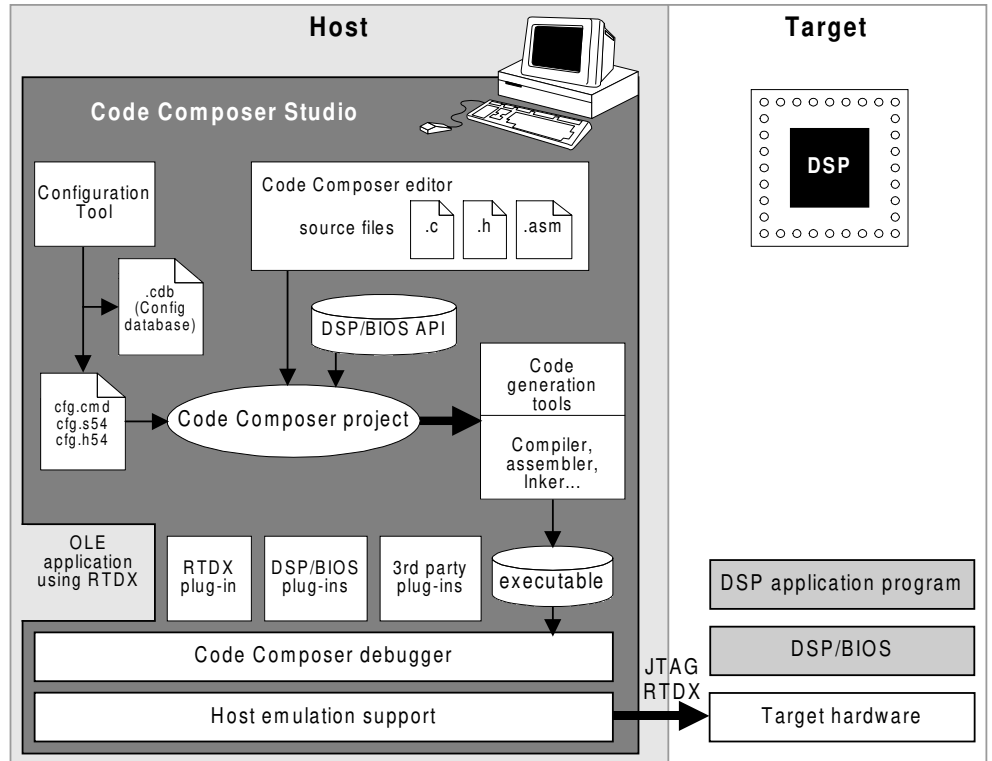 Host
Target
Code Composer Studio
DSP
Configuration
Tool
Code Composer editor
source files
.c
.h
.asm
.cdb
(Config
database)
DSP/BIOS API
Code
generation
tools
cfg.cmd
cfg.s54
cfg.h54
Code Composer project
Compiler,
assembler,
lnker...
OLE
application
using RTDX
RTDX
plug-in
DSP/BIOS
plug-ins
3rd party
plug-ins
executable
DSP application program
Code Composer debugger
DSP/BIOS
JTAG
RTDX
Host emulation support
Target hardware